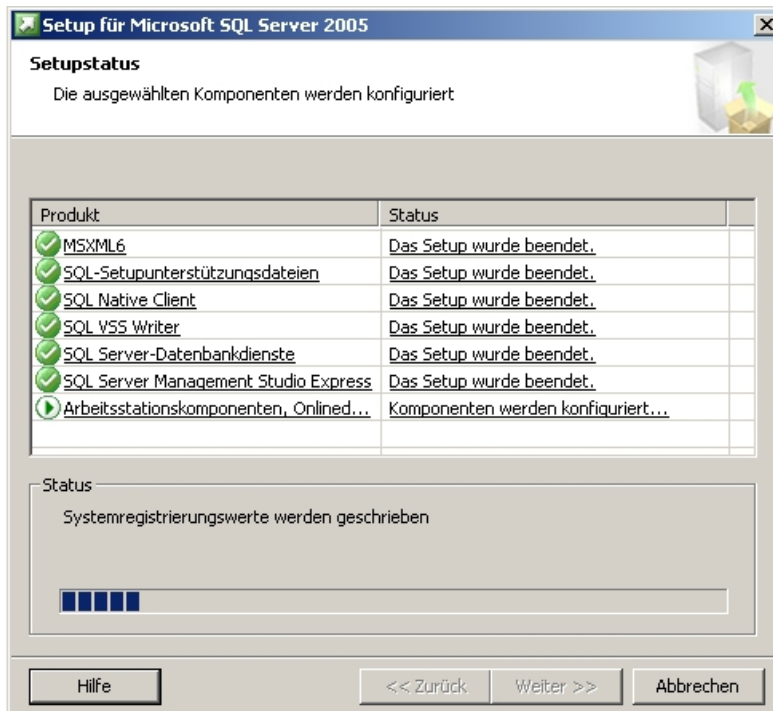 Setup für Microsoft SQL Server 2005
Setupstatus
Die ausgewählten Komponenten werden konfiguriert
Produkt Status
MSXML6 Das Setup wurde beendet.
SQL-Setupunterstützungsdateien Das Setup wurde beendet.
SQL Native Client Das Setup wurde beendet.
SQL VSS Writer Das Setup wurde beendet.
SQL Server-Datenbankdienste Das Setup wurde beendet.
SQL Server Management Studio Express Das Setup wurde beendet.
Arbeitsstationskomponenten, Onlined... Komponenten werden konfiguriert...
Status
Systemregistrierungswerte werden geschrieben
Hilfe << Zurück Weiter >> Abbrechen